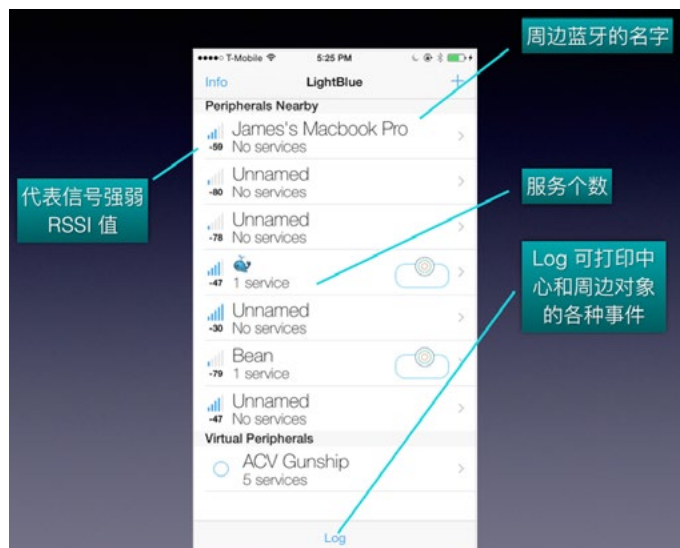 周边蓝牙的名字
T-Mobile 5:25 PM
Info LightBlue +
Peripherals Nearby
James's Macbook Pro
-59 No services
代表信号强弱
RSSI 值
Unnamed
-80 No services
服务个数
Unnamed
-78 No services
🐳
-47 1 service
Log 可打印中
心和周边对象
的各种事件
Unnamed
-30 No services
Bean
-79 1 service
Unnamed
-47 No services
Virtual Peripherals
ACV Gunship
5 services
Log